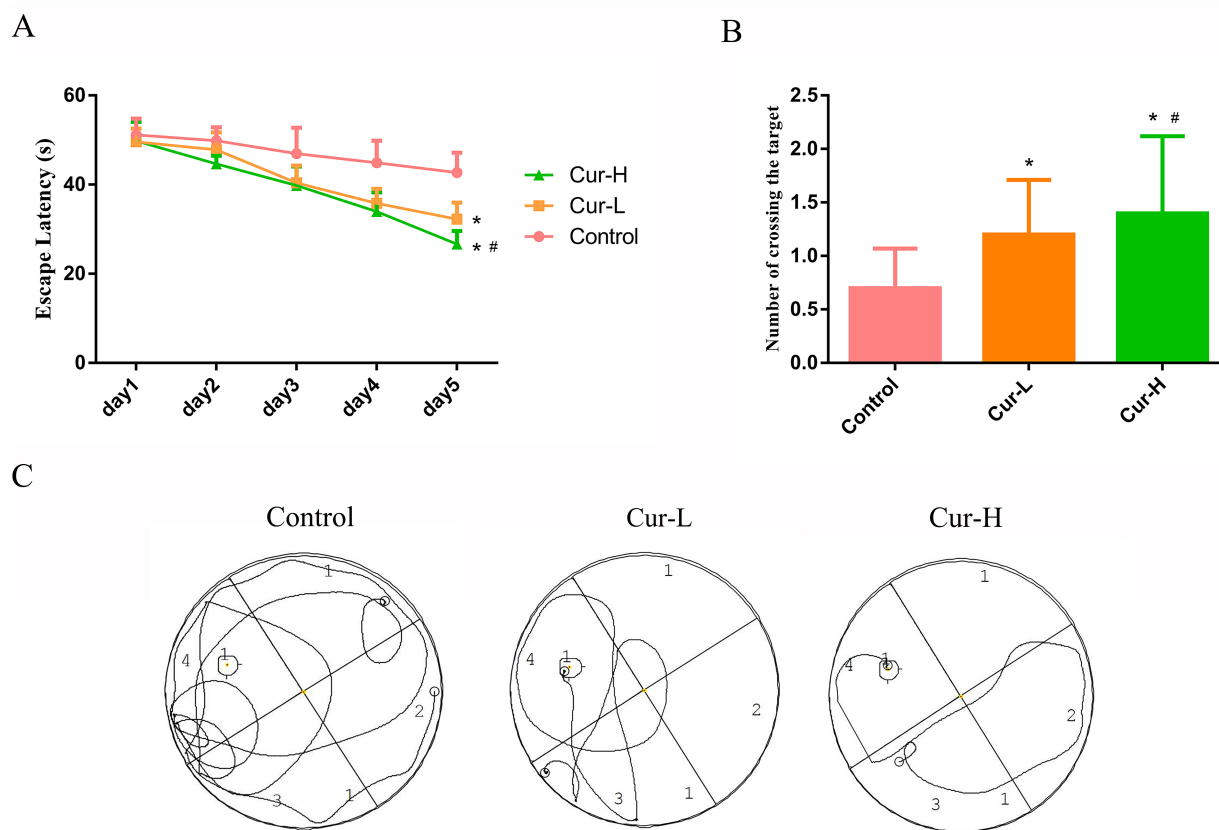 A
60
40
20
0
Escape Latency (s)
day1
day2
day3
day4
day5
*
* #
Cur-H
Cur-L
Control
B
2.5
2.0
1.5
1.0
0.5
0.0
Number of crossing the target
*
* #
Control
Cur-L
Cur-H
C
Control
1
4
1
2
3
1
Cur-L
1
4
1
2
3
1
Cur-H
1
4
1
2
3
1